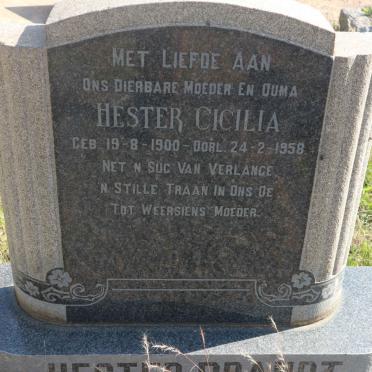 MET LIEFDE AAN
ONS DIERBARE MOEDER EN OUMA
HESTER CICILIA
GEB. 19-8-1900-OORL. 24-2-1958
NET 'N SUG VAN VERLANGE
'N STILLE TRAAN IN ONS OE
TOT WEERSIENS MOEDER.